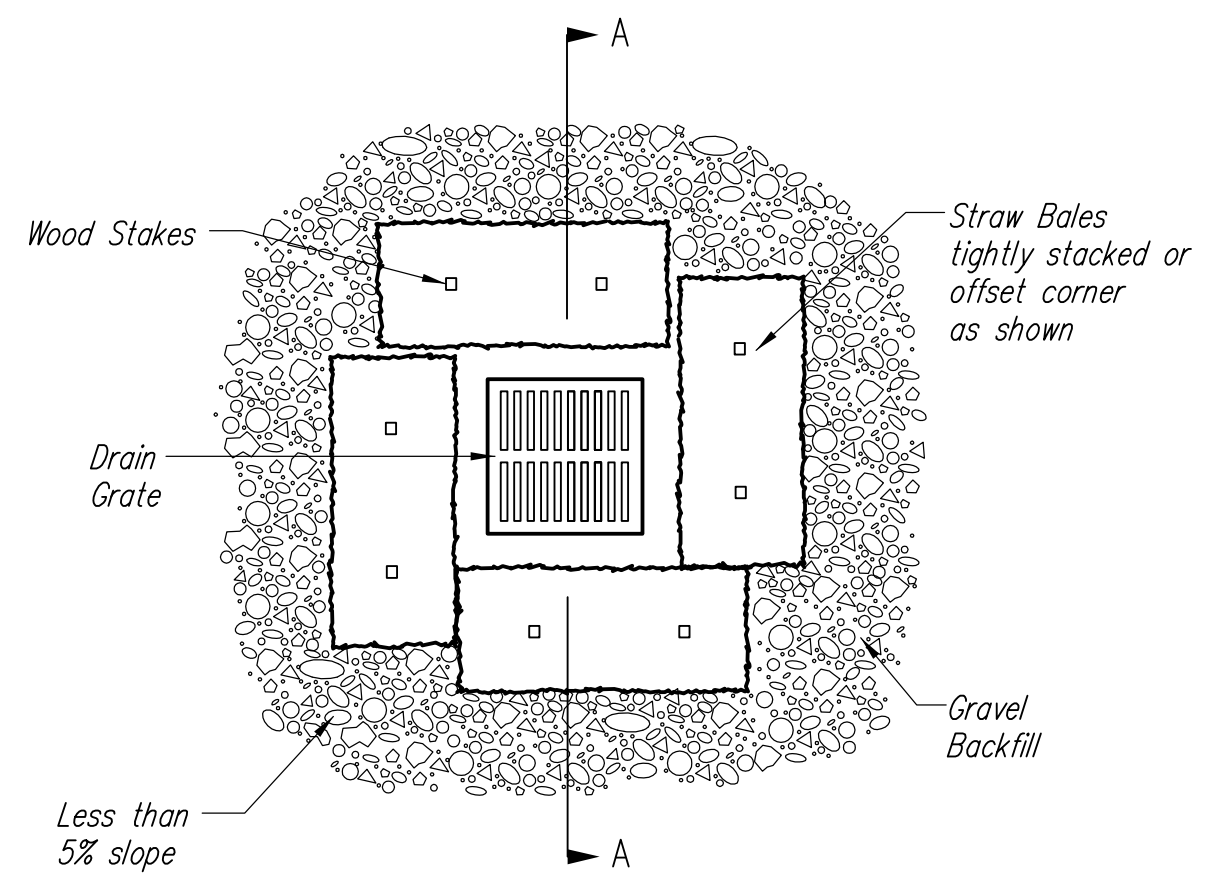 A
Wood Stakes
Straw Bales
tightly stacked or
offset corner
as shown
Drain
Grate
Gravel
Backfill
Less than
5% slope
A